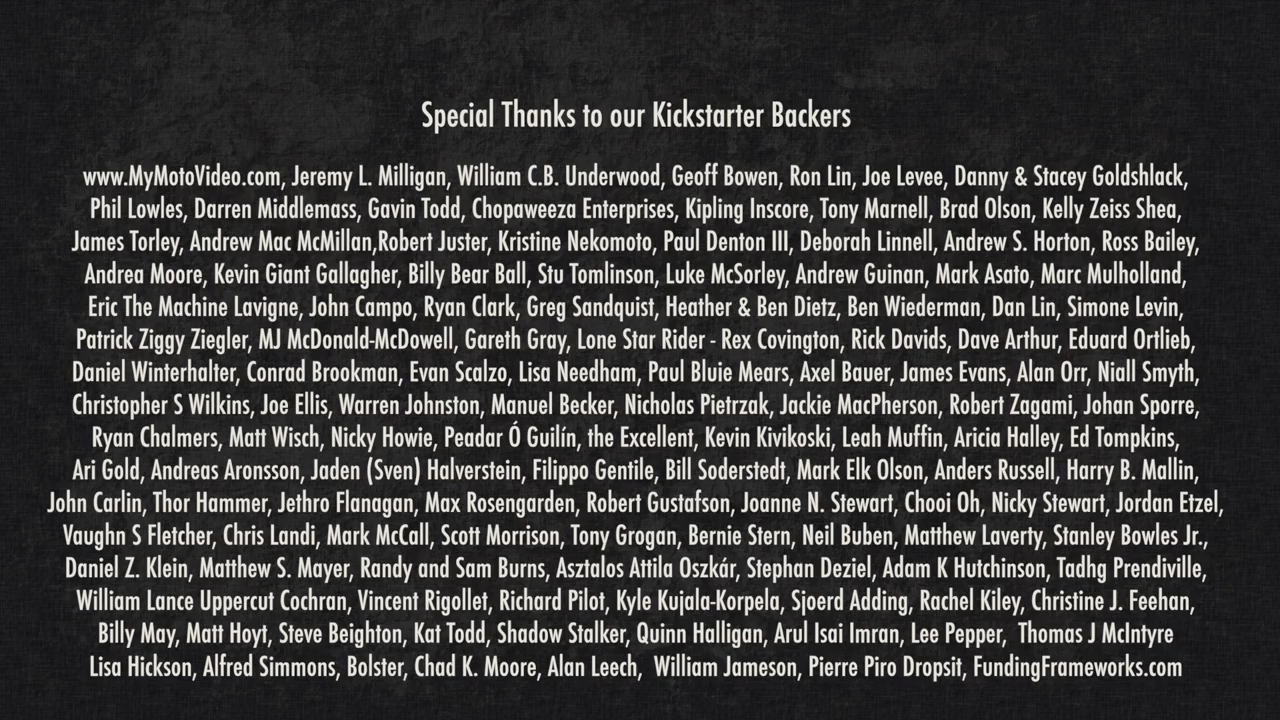 Special Thanks to our Kickstarter Backers
www.MyMotoVideo.com, Jeremy L. Milligan, William C.B. Underwood, Geoff Bowen, Ron Lin, Joe Levee, Danny & Stacey Goldshlack,
Phil Lowles, Darren Middlemass, Gavin Todd, Chopaweeza Enterprises, Kipling Inscore, Tony Marnell, Brad Olson, Kelly Zeiss Shea,
James Torley, Andrew Mac McMillan,Robert Juster, Kristine Nekomoto, Paul Denton III, Deborah Linnell, Andrew S. Horton, Ross Bailey,
Andrea Moore, Kevin Giant Gallagher, Billy Bear Ball, Stu Tomlinson, Luke McSorley, Andrew Guinan, Mark Asato, Marc Mulholland,
Eric The Machine Lavigne, John Campo, Ryan Clark, Greg Sandquist, Heather & Ben Dietz, Ben Wiederman, Dan Lin, Simone Levin,
Patrick Ziggy Ziegler, MJ McDonald-McDowell, Gareth Gray, Lone Star Rider - Rex Covington, Rick Davids, Dave Arthur, Eduard Ortlieb,
Daniel Winterhalter, Conrad Brookman, Evan Scalzo, Lisa Needham, Paul Bluie Mears, Axel Bauer, James Evans, Alan Orr, Niall Smyth,
Christopher S Wilkins, Joe Ellis, Warren Johnston, Manuel Becker, Nicholas Pietrzak, Jackie MacPherson, Robert Zagami, Johan Sporre,
Ryan Chalmers, Matt Wisch, Nicky Howie, Peadar Ó Guilín, the Excellent, Kevin Kivikoski, Leah Muffin, Aricia Halley, Ed Tompkins,
Ari Gold, Andreas Aronsson, Jaden (Sven) Halverstein, Filippo Gentile, Bill Soderstedt, Mark Elk Olson, Anders Russell, Harry B. Mallin,
John Carlin, Thor Hammer, Jethro Flanagan, Max Rosengarden, Robert Gustafson, Joanne N. Stewart, Chooi Oh, Nicky Stewart, Jordan Etzel,
Vaughn S Fletcher, Chris Landi, Mark McCall, Scott Morrison, Tony Grogan, Bernie Stern, Neil Buben, Matthew Laverty, Stanley Bowles Jr.,
Daniel Z. Klein, Matthew S. Mayer, Randy and Sam Burns, Asztalos Attila Oszkár, Stephan Deziel, Adam K Hutchinson, Tadhg Prendiville,
William Lance Uppercut Cochran, Vincent Rigollet, Richard Pilot, Kyle Kujala-Korpela, Sjoerd Adding, Rachel Kiley, Christine J. Feehan,
Billy May, Matt Hoyt, Steve Beighton, Kat Todd, Shadow Stalker, Quinn Halligan, Arul Isai Imran, Lee Pepper, Thomas J McIntyre
Lisa Hickson, Alfred Simmons, Bolster, Chad K. Moore, Alan Leech, William Jameson, Pierre Piro Dropsit, FundingFrameworks.com